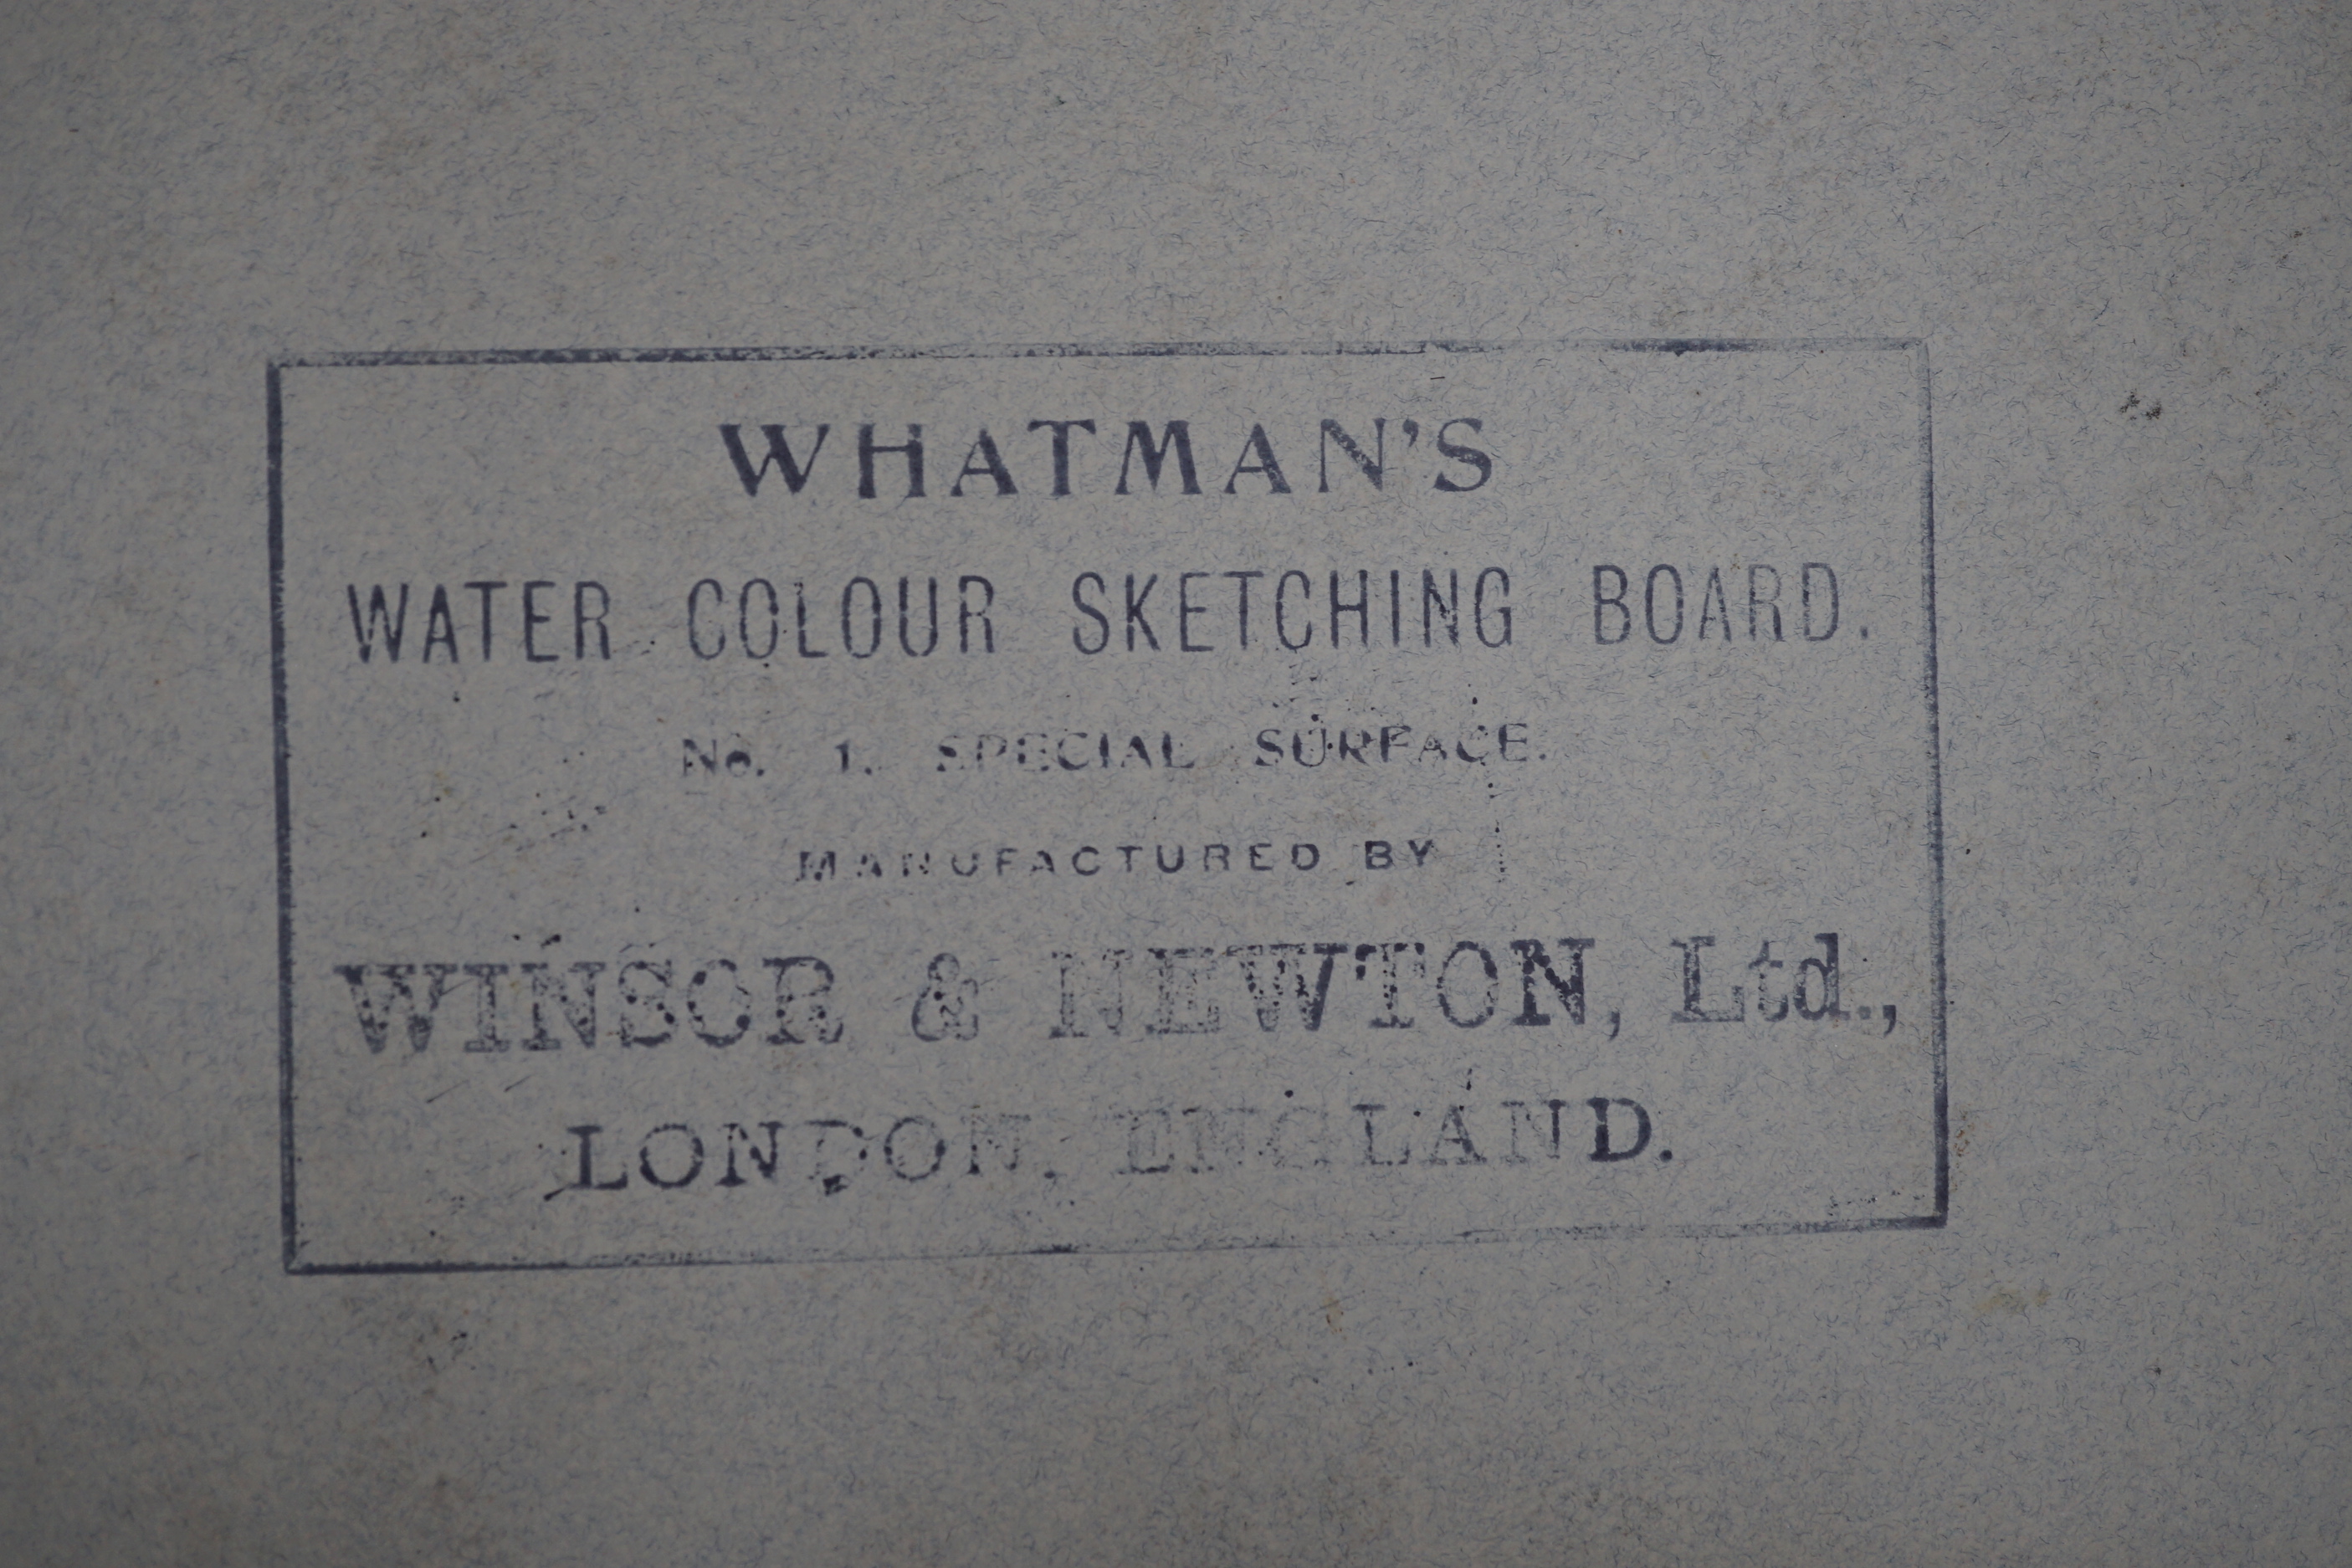 WHATMAN'S
WATER COLOUR SKETCHING BOARD.
No. 1. SPECIAL SURFACE.
MANUFACTURED BY
WINSOR & NEWTON, Ltd.,
LONDON, ENGLAND.